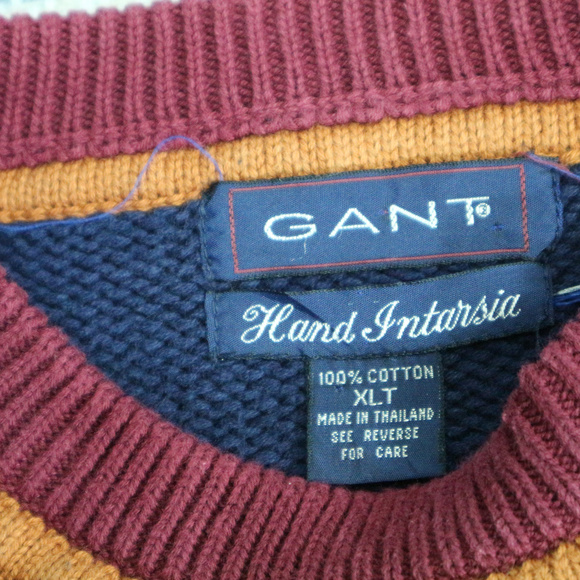 GANT®
Hand Intarsia
100% COTTON
XLT
MADE IN THAILAND
SEE REVERSE
FOR CARE